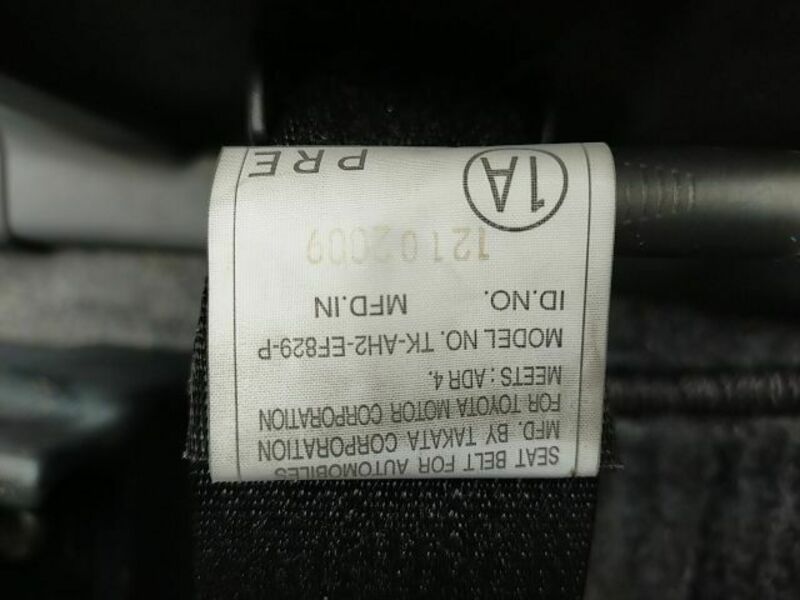 SEAT BELT FOR AUTOMOBILES
MFD. BY TAKATA CORPORATION
FOR TOYOTA MOTOR CORPORATION
MEETS : ADR 4.
MODEL NO. TK-AH2-EF829-P
ID.NO. MFD.IN
12102009
1A PRE